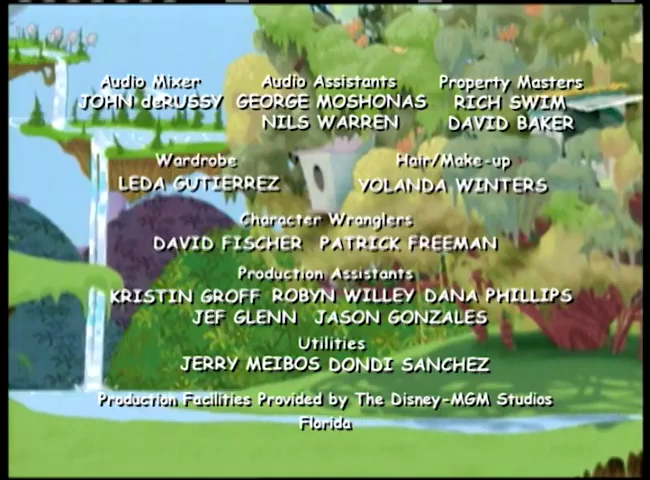 Audio Mixer Audio Assistants Property Masters
JOHN deRUSSY GEORGE MOSHONAS RICH SWIM
NILS WARREN DAVID BAKER
Wardrobe Hair/Make-up
LEDA GUTIERREZ YOLANDA WINTERS
Character Wranglers
DAVID FISCHER PATRICK FREEMAN
Production Assistants
KRISTIN GROFF ROBYN WILLEY DANA PHILLIPS
JEF GLENN JASON GONZALES
Utilities
JERRY MEIBOS DONDI SANCHEZ
Production Facilities Provided by The Disney-MGM Studios
Florida